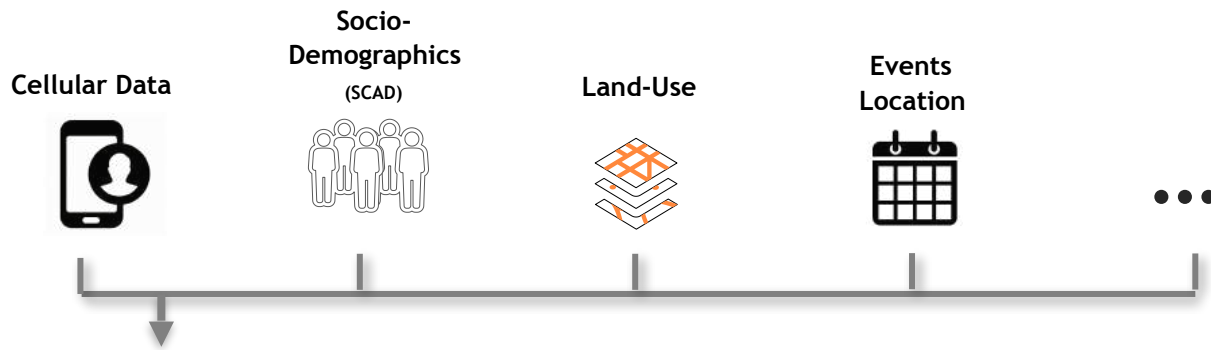 Cellular Data
Socio-
Demographics
(SCAD)
Land-Use
Events
Location
...